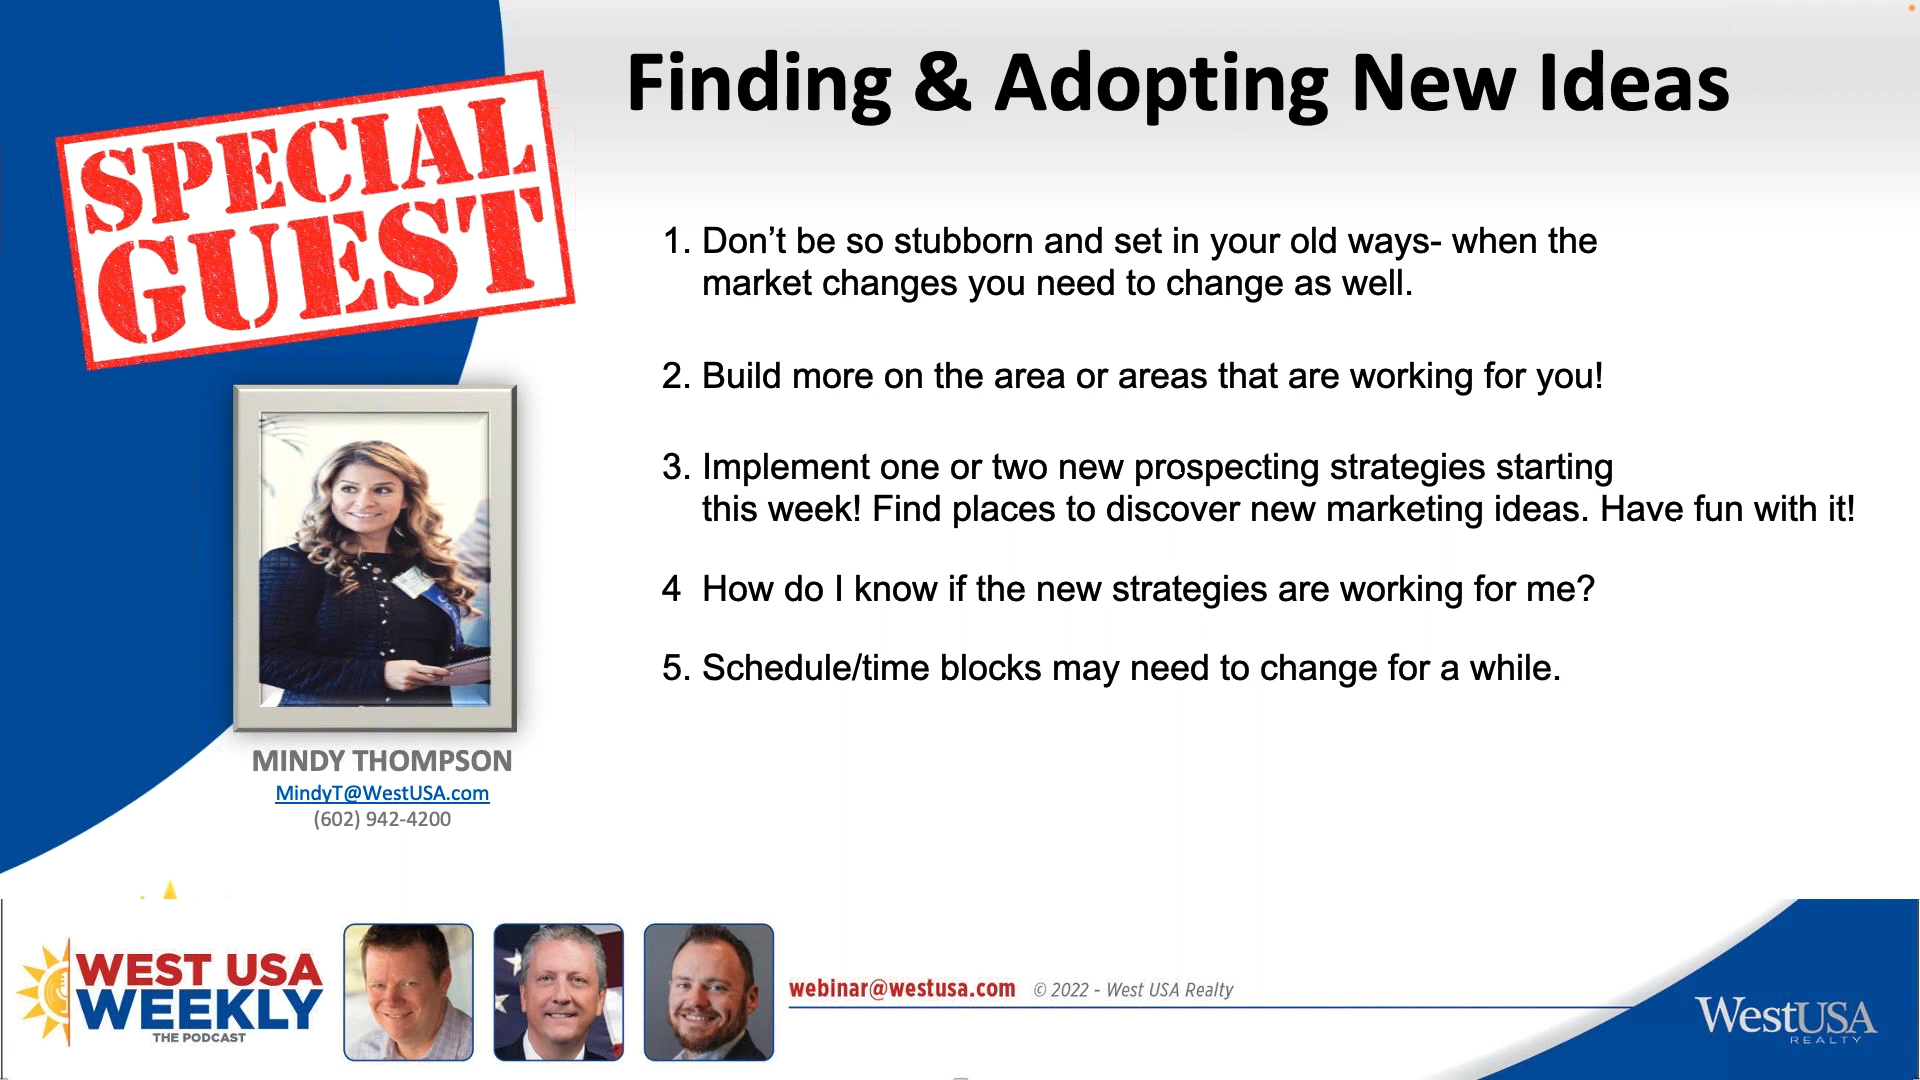 Finding & Adopting New Ideas
SPECIAL
GUEST
1. Don’t be so stubborn and set in your old ways- when the
market changes you need to change as well.
2. Build more on the area or areas that are working for you!
3. Implement one or two new prospecting strategies starting
this week! Find places to discover new marketing ideas. Have fun with it!
4 How do I know if the new strategies are working for me?
5. Schedule/time blocks may need to change for a while.
MINDY THOMPSON
MindyT@WestUSA.com
(602) 942-4200
WEST USA
WEEKLY
THE PODCAST
webinar@westusa.com © 2022 - West USA Realty
WestUSA
REALTY